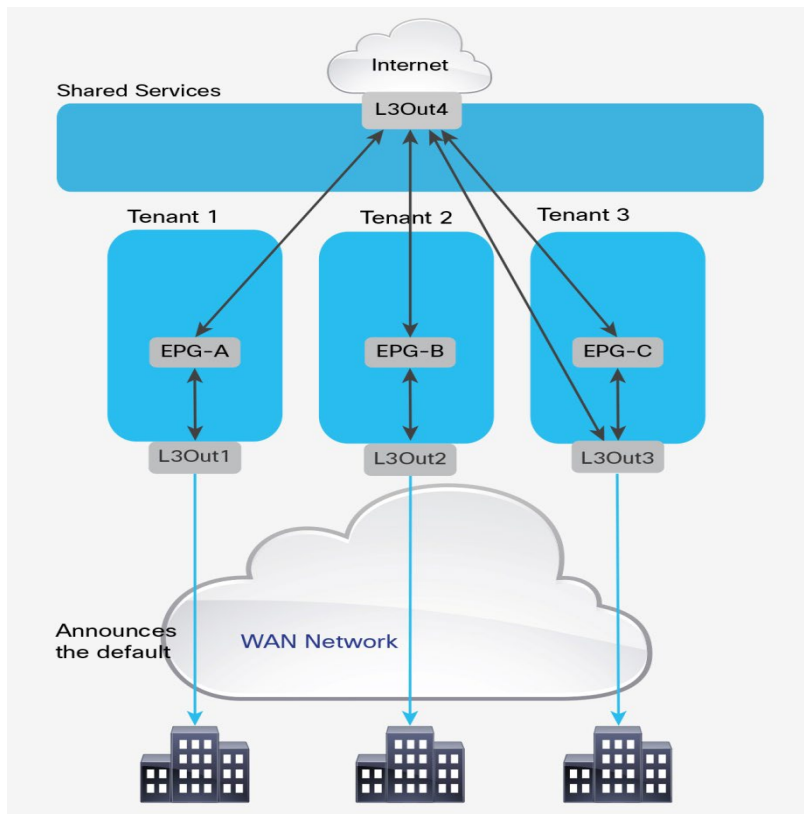 Internet
Shared Services
L3Out4
Tenant 1
Tenant 2
Tenant 3
EPG-A
EPG-B
EPG-C
L3Out1
L3Out2
L3Out3
Announces
the default
WAN Network